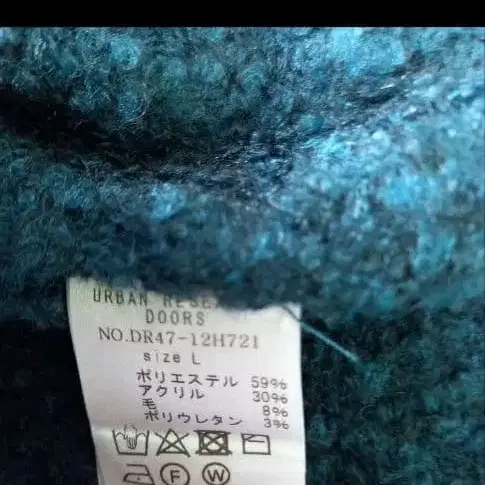 URBAN RESEA
DOORS
NO.DR47-12H721
size L
ポリエステル 59%
アクリル 30%
毛 8%
ポリウレタン 3%
F W